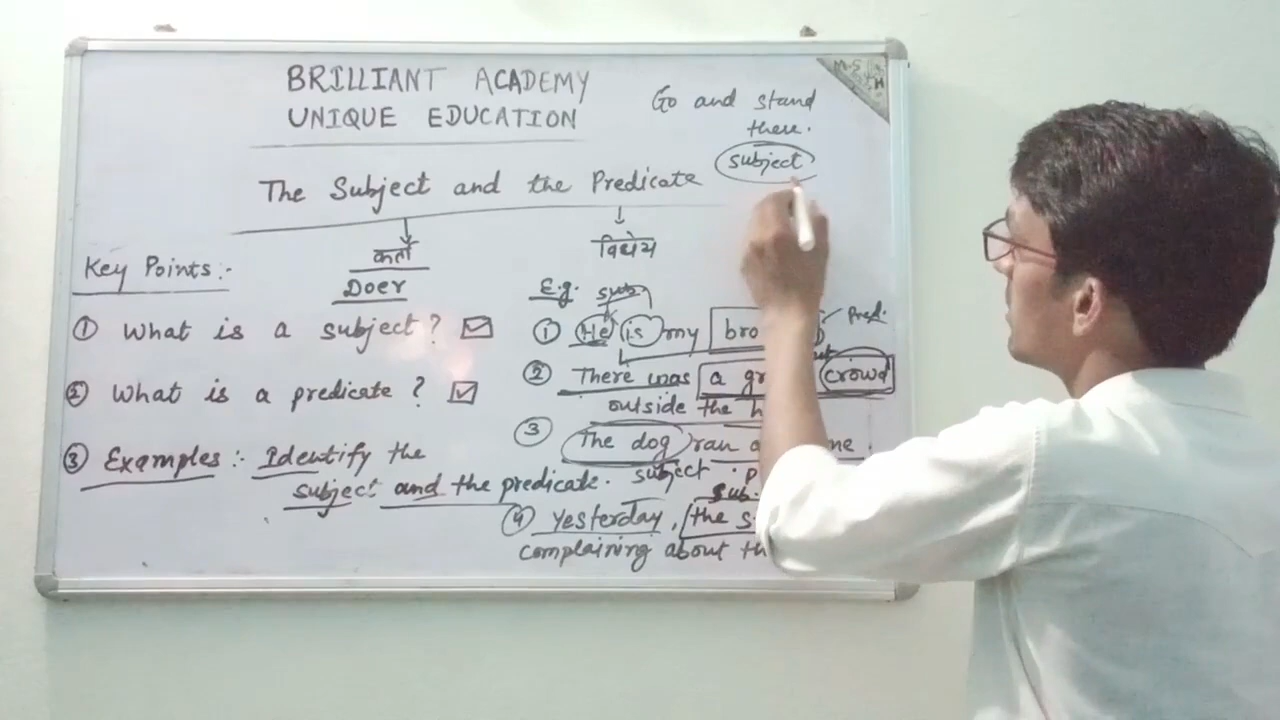 BRILLIANT ACADEMY
UNIQUE EDUCATION
Go and stand
there.
subject
The Subject and the Predicate
कर्ता
विधेय
Doer
Key Points :-
① What is a subject?
② What is a predicate ?
③ Examples :- Identify the
subject and the predicate.
E.g.
sub
① He is my
Pred.
② There was a crowd
outside the
③ The dog ran
subject
sub.
④ Yesterday, the
complaining about